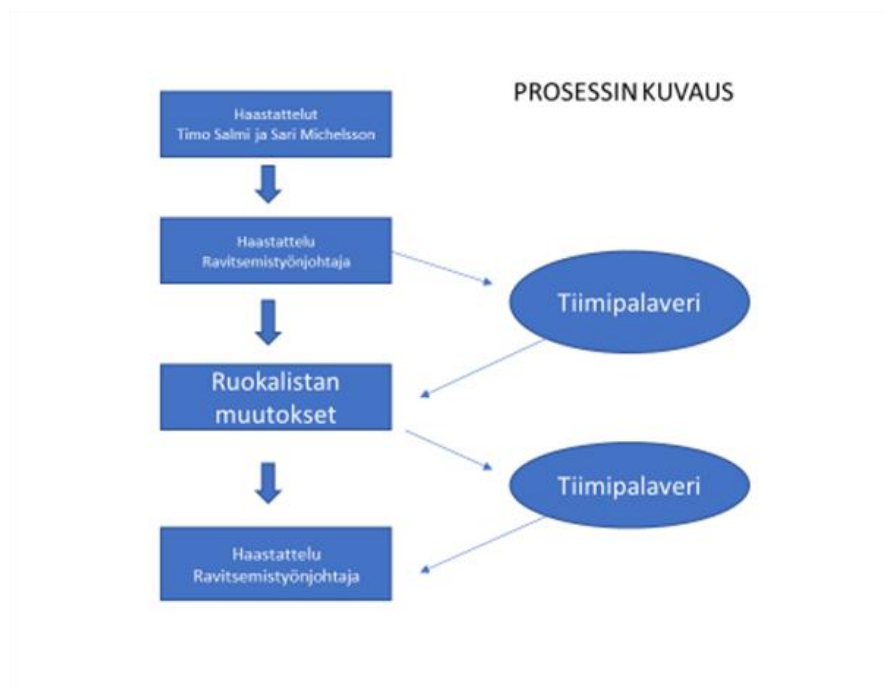 PROSESSIN KUVAUS
Haastattelut
Timo Salmi ja Sari Michelsson
Haastattelu
Ravitsemistyönjohtaja
Tiimipalaveri
Ruokalistan
muutokset
Tiimipalaveri
Haastattelu
Ravitsemistyönjohtaja